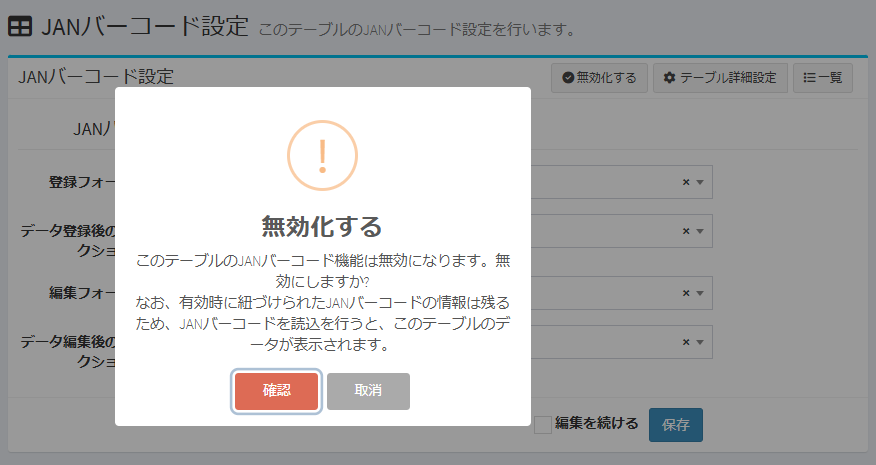 JANバーコード設定 このテーブルのJANバーコード設定を行います。
JANバーコード設定 無効化する テーブル詳細設定 一覧
JANバ
登録フォー
×
データ登録後の
クショ
×
編集フォー
×
データ編集後の
クショ
×
!
無効化する
このテーブルのJANバーコード機能は無効になります。無
効にしますか?
なお、有効時に紐づけられたJANバーコードの情報は残る
ため、JANバーコードを読込を行うと、このテーブルのデ
ータが表示されます。
確認 取消
編集を続ける 保存